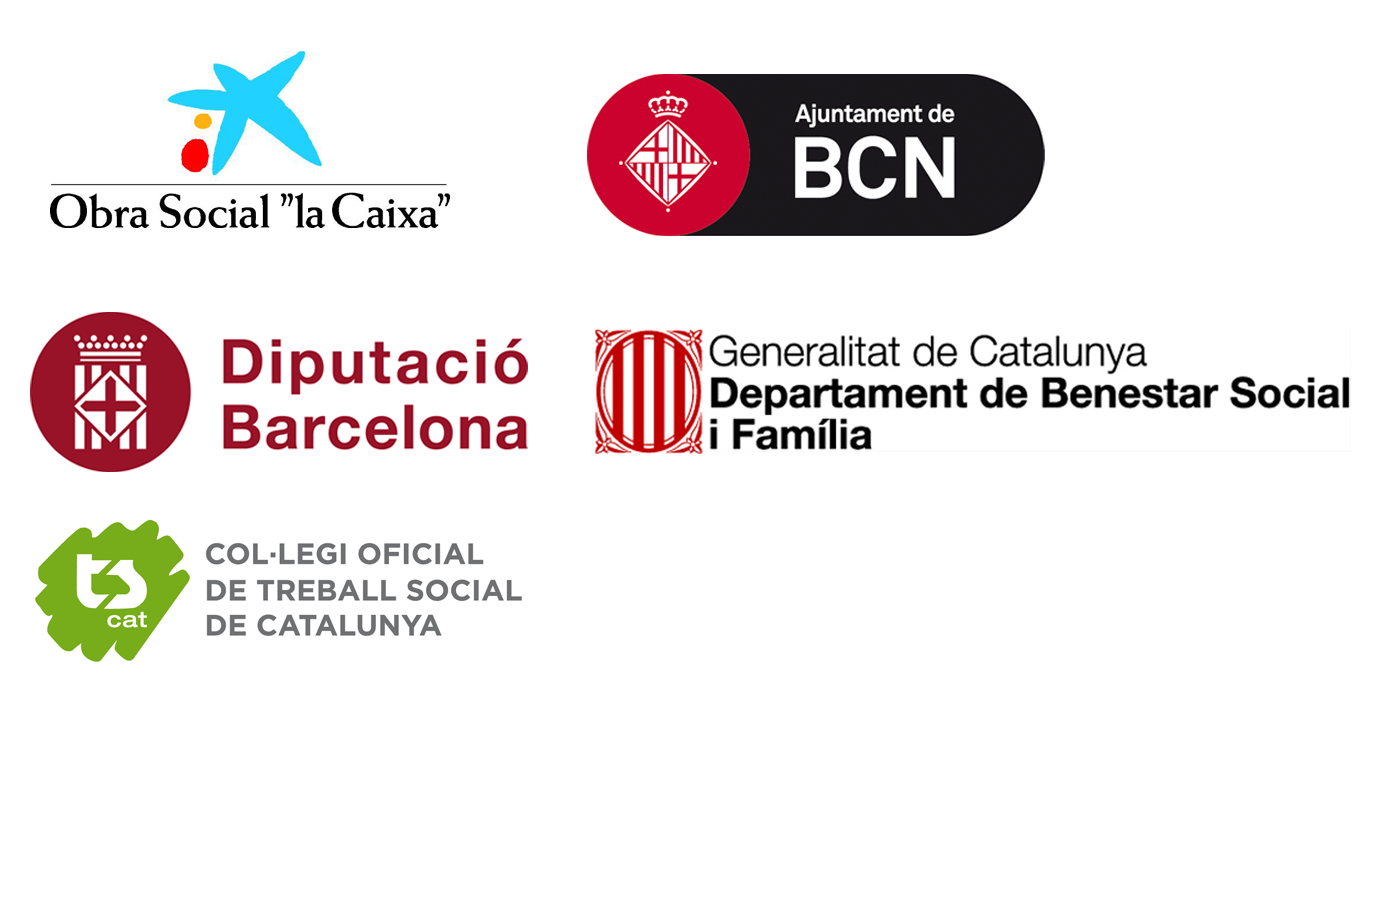 Obra Social "la Caixa"
Ajuntament de
BCN
Diputació
Barcelona
Generalitat de Catalunya
Departament de Benestar Social
i Família
ts
cat
COL·LEGI OFICIAL
DE TREBALL SOCIAL
DE CATALUNYA